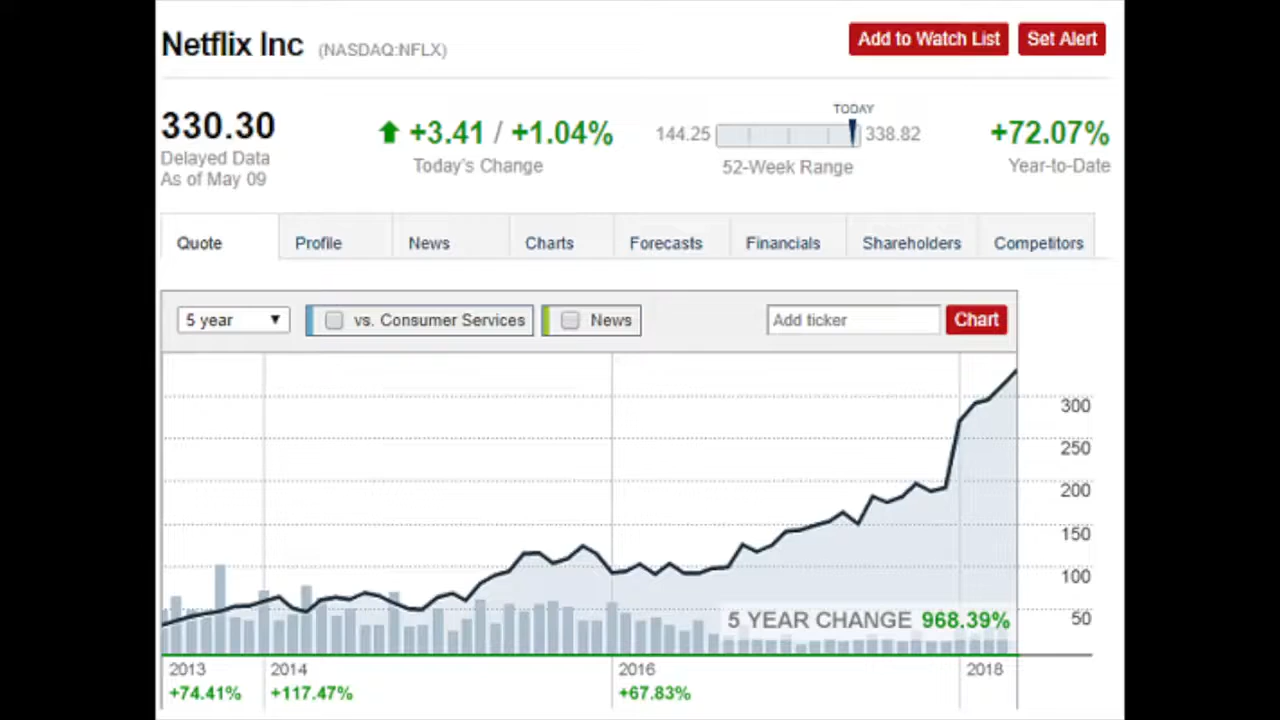 Netflix Inc (NASDAQ:NFLX)
Add to Watch List
Set Alert
330.30
Delayed Data
As of May 09
+3.41 / +1.04%
Today's Change
TODAY
144.25 338.82
52-Week Range
+72.07%
Year-to-Date
Quote Profile News Charts Forecasts Financials Shareholders Competitors
5 year ▼ vs. Consumer Services News Add ticker Chart
300
250
200
150
100
50
5 YEAR CHANGE 968.39%
2013 2014 2016 2018
+74.41% +117.47% +67.83%